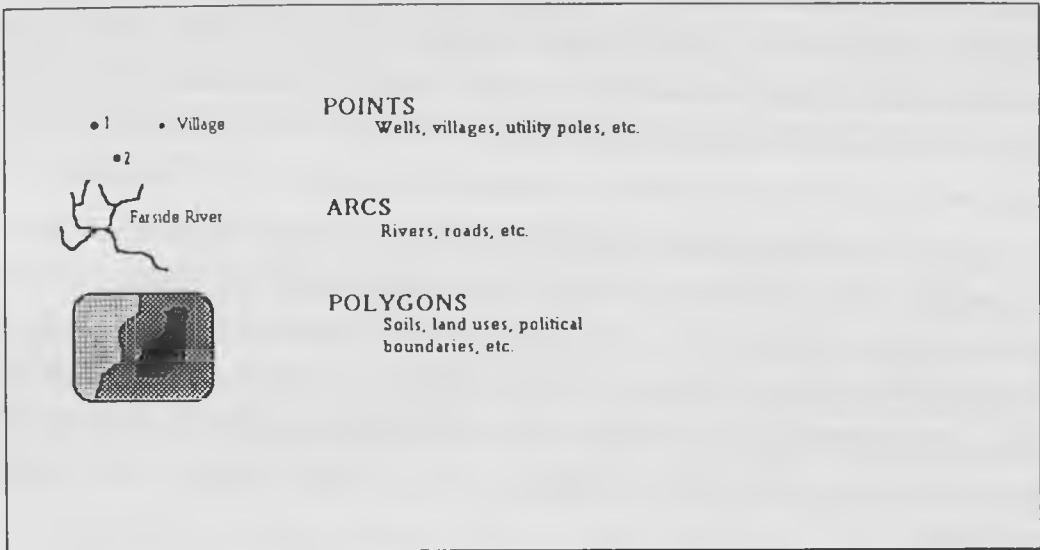 POINTS
1 Village Wells, villages, utility poles, etc.
2
ARCS
Farside River
Rivers, roads, etc.
POLYGONS
Soils, land uses, political
boundaries, etc.